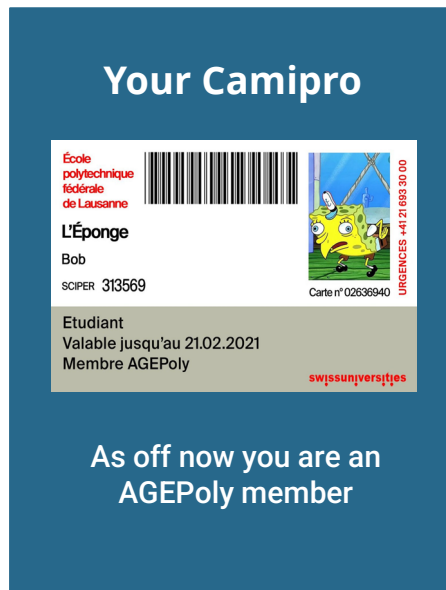 Your Camipro
École
polytechnique
fédérale
de Lausanne
L'Éponge
Bob
SCIPER 313569
Carte n° 02636940
URGENCES +41 21 693 30 00
Etudiant
Valable jusqu'au 21.02.2021
Membre AGEPoly
swissuniversities
As off now you are an
AGEPoly member